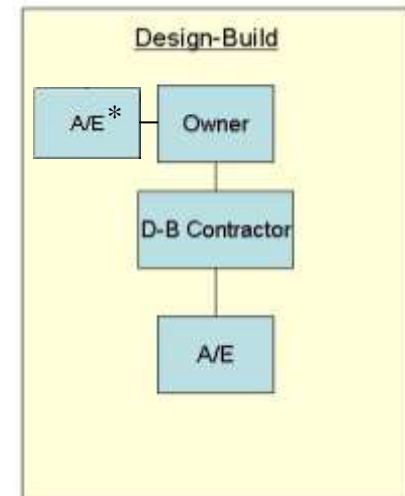 Design-Build
A/E* Owner
D-B Contractor
A/E